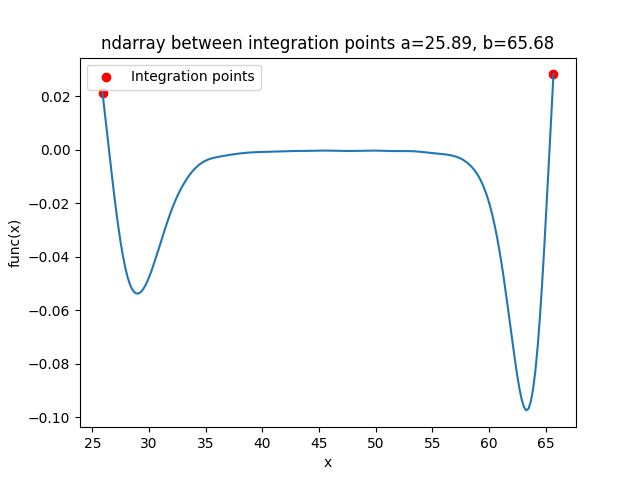 ndarray between integration points a=25.89, b=65.68
Integration points
0.02
0.00
−0.02
−0.04
−0.06
−0.08
−0.10
func(x)
25 30 35 40 45 50 55 60 65
x